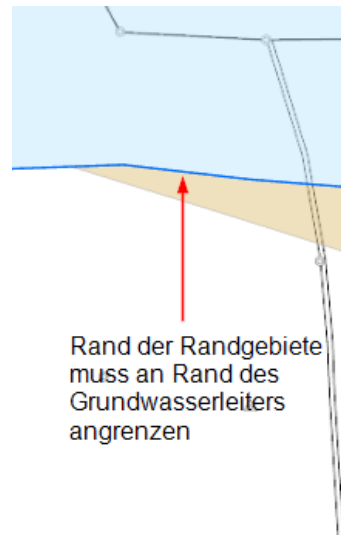 Rand der Randgebiete
muss an Rand des
Grundwasserleiters
angrenzen